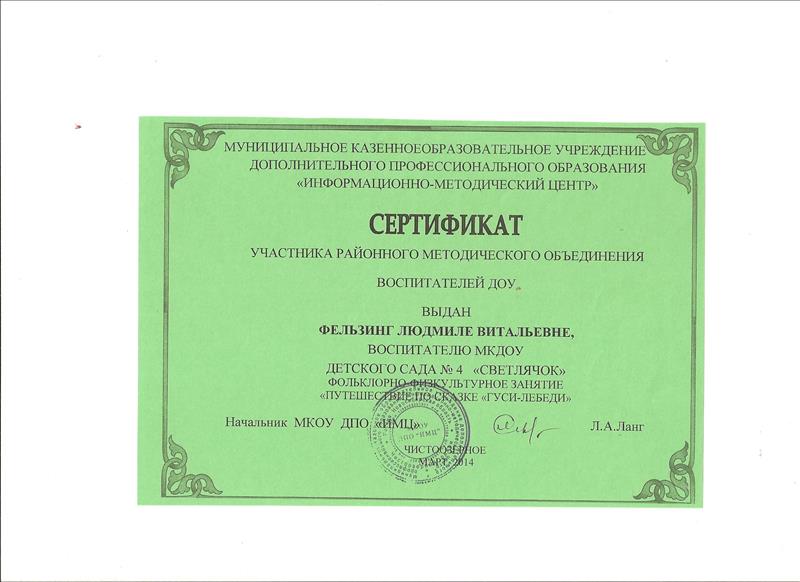 МУНИЦИПАЛЬНОЕ КАЗЕННОЕОБРАЗОВАТЕЛЬНОЕ УЧРЕЖДЕНИЕ
ДОПОЛНИТЕЛЬНОГО ПРОФЕССИОНАЛЬНОГО ОБРАЗОВАНИЯ
«ИНФОРМАЦИОННО-МЕТОДИЧЕСКИЙ ЦЕНТР»
СЕРТИФИКАТ
УЧАСТНИКА РАЙОННОГО МЕТОДИЧЕСКОГО ОБЪЕДИНЕНИЯ
ВОСПИТАТЕЛЕЙ ДОУ
ВЫДАН
ФЕЛЬЗИНГ ЛЮДМИЛЕ ВИТАЛЬЕВНЕ,
ВОСПИТАТЕЛЮ МКДОУ
ДЕТСКОГО САДА № 4 «СВЕТЛЯЧОК»
ФОЛЬКЛОРНО-ФИЗКУЛЬТУРНОЕ ЗАНЯТИЕ
«ПУТЕШЕСТВИЕ ПО СКАЗКЕ «ГУСИ-ЛЕБЕДИ»
Начальник МКОУ ДПО «ИМЦ» Л.А.Ланг
ДПО "ИМЦ"
ЧИСТООЗЕРНОЕ
МАРТ, 2014